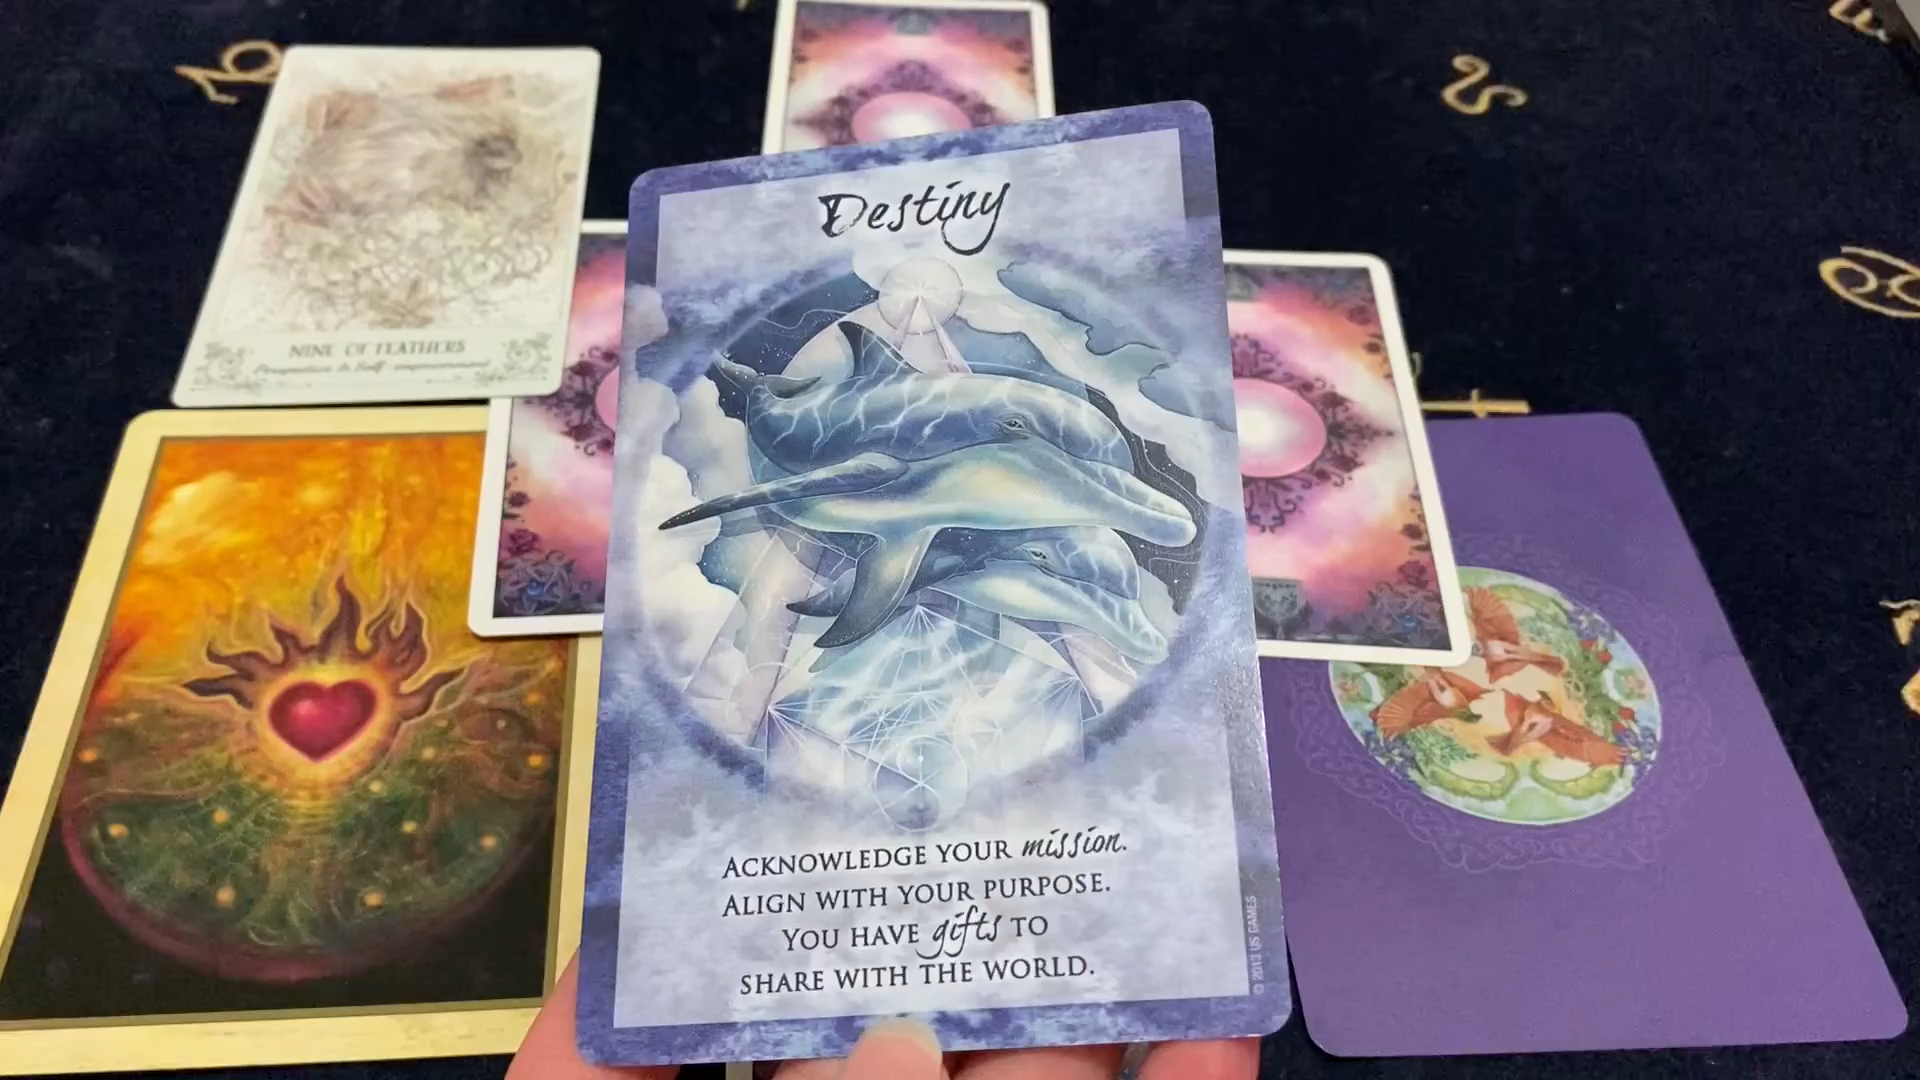 Destiny
NINE OF FEATHERS
ACKNOWLEDGE YOUR mission.
ALIGN WITH YOUR PURPOSE.
YOU HAVE gifts TO
SHARE WITH THE WORLD.
© 2013 US GAMES